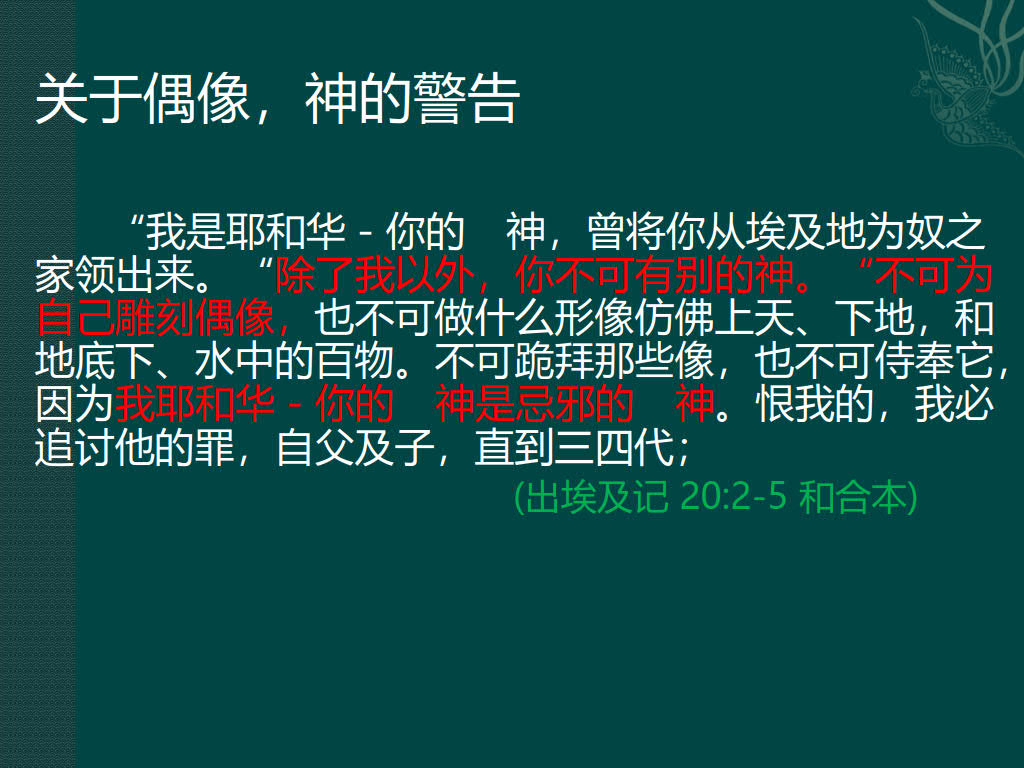 关于偶像，神的警告
“我是耶和华－你的　神，曾将你从埃及地为奴之
家领出来。 “除了我以外，你不可有别的神。 “不可为
自己雕刻偶像，也不可做什么形像仿佛上天、下地，和
地底下、水中的百物。不可跪拜那些像，也不可侍奉它，
因为我耶和华－你的　神是忌邪的　神。恨我的，我必
追讨他的罪，自父及子，直到三四代；
(出埃及记 20:2-5 和合本)